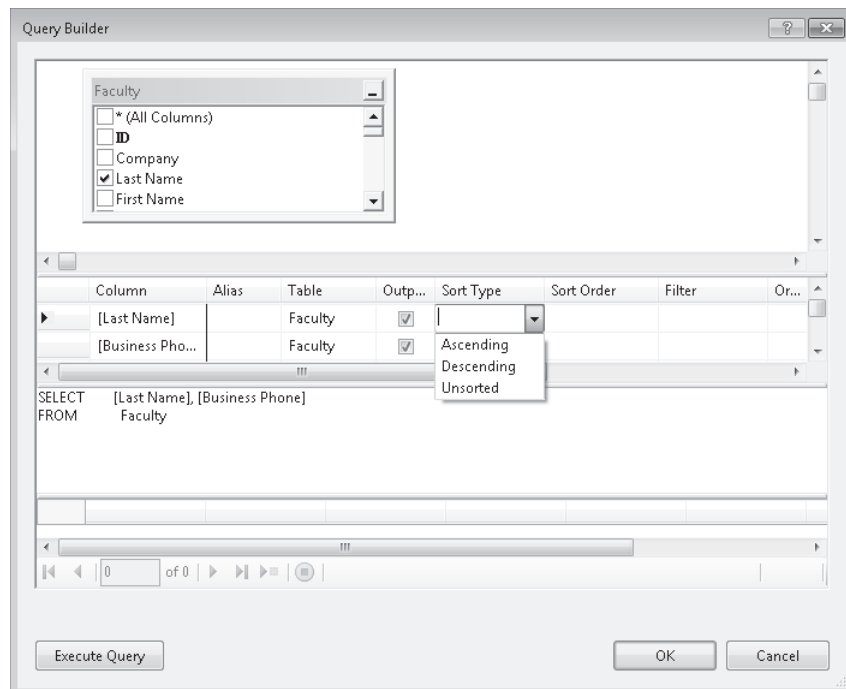 Query Builder
Faculty
* (All Columns)
ID
Company
Last Name
First Name
Column Alias Table Outp... Sort Type Sort Order Filter Or...
[Last Name] Faculty
[Business Pho... Faculty
Ascending
Descending
Unsorted
SELECT [Last Name], [Business Phone]
FROM Faculty
0 of 0
Execute Query OK Cancel